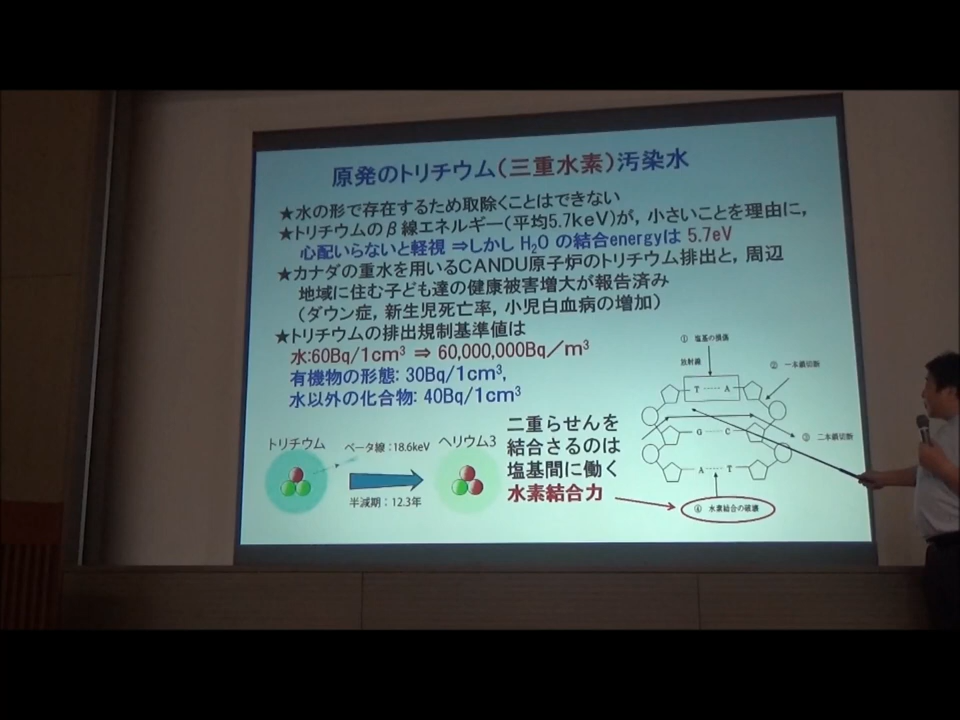 原発のトリチウム(三重水素)汚染水
★水の形で存在するため取除くことはできない
★トリチウムのβ線エネルギー(平均5.7keV)が，小さいことを理由に，
心配いらないと軽視 ⇒しかし H₂O の結合energyは 5.7eV
★カナダの重水を用いるCANDU原子炉のトリチウム排出と，周辺
地域に住む子ども達の健康被害増大が報告済み
(ダウン症，新生児死亡率，小児白血病の増加)
★トリチウムの排出規制基準値は
水:60Bq/1cm³ ⇒ 60,000,000Bq／m³
有機物の形態: 30Bq/1cm³,
水以外の化合物: 40Bq/1cm³
トリチウム
ベータ線：18.6keV
ヘリウム3
半減期：12.3年
二重らせんを
結合さるのは
塩基間に働く
水素結合力
① 塩基の損傷
放射線
② 一本鎖切断
T ---- A
G ---- C
③ 二本鎖切断
A ---- T
④ 水素結合の破壊